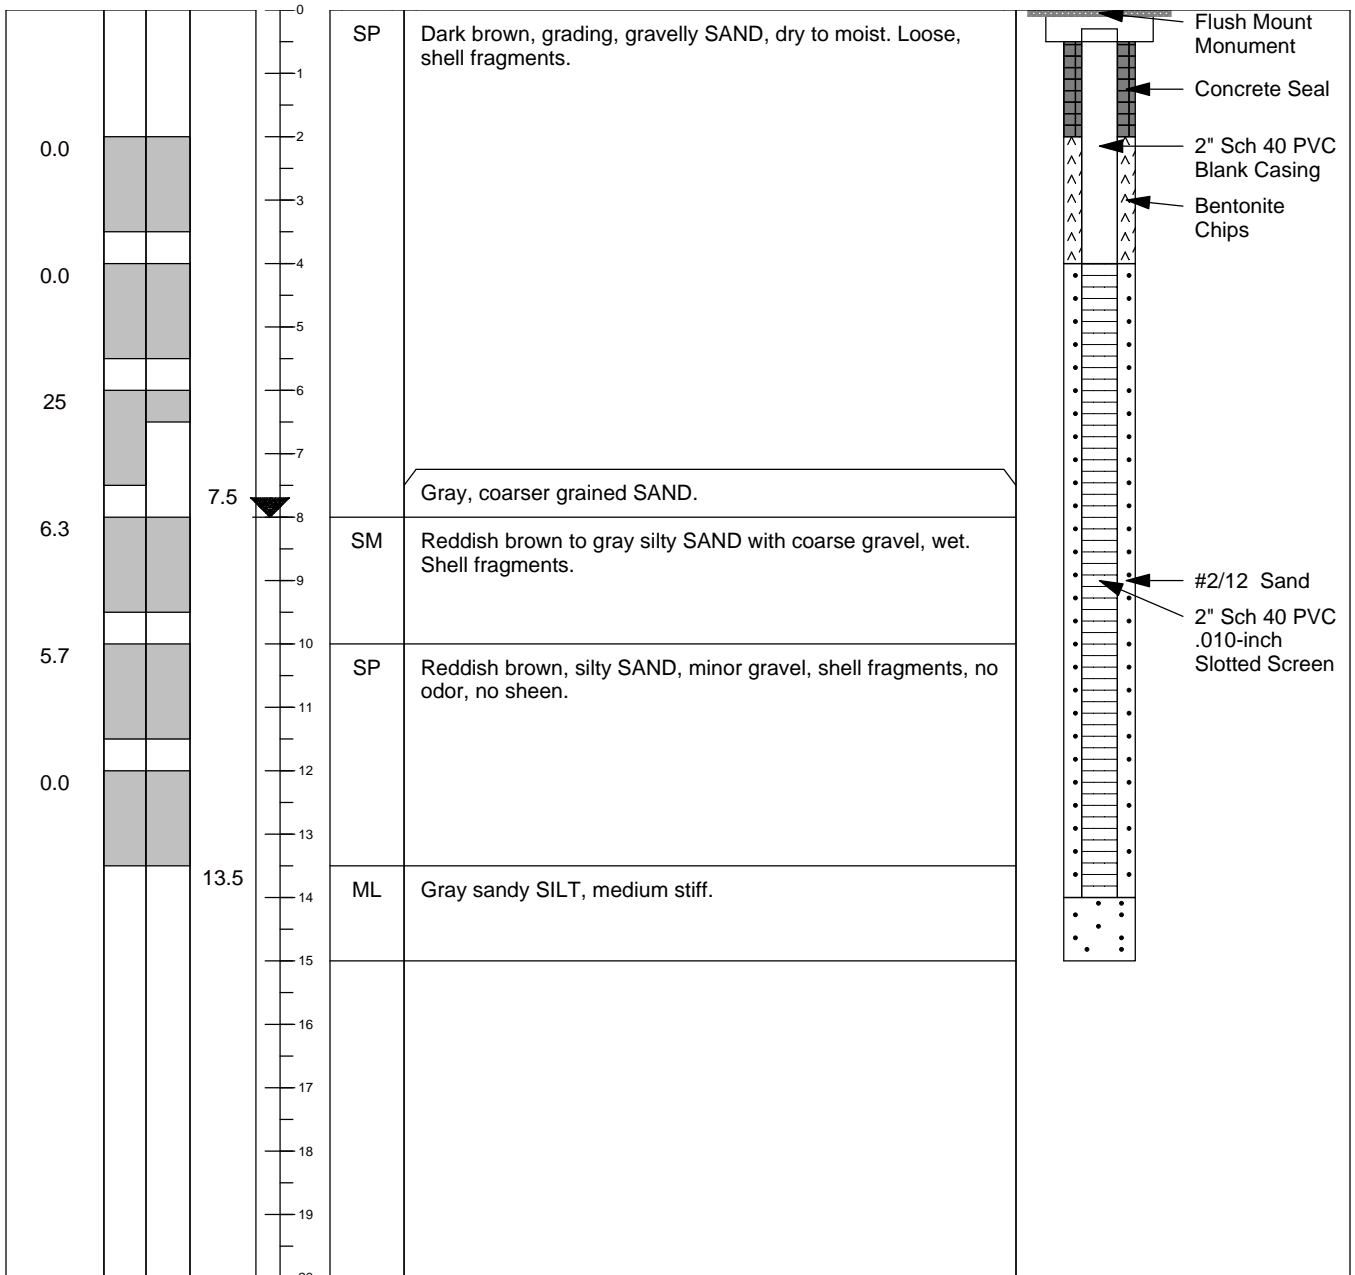 0
SP
Dark brown, grading, gravelly SAND, dry to moist. Loose,
shell fragments.
Flush Mount
Monument
1
Concrete Seal
2
0.0
2" Sch 40 PVC
Blank Casing
3
Bentonite
Chips
4
0.0
5
6
25
7
7.5
Gray, coarser grained SAND.
8
6.3
SM
Reddish brown to gray silty SAND with coarse gravel, wet.
Shell fragments.
9
#2/12 Sand
2" Sch 40 PVC
.010-inch
Slotted Screen
10
5.7
SP
Reddish brown, silty SAND, minor gravel, shell fragments, no
odor, no sheen.
11
12
0.0
13
13.5
ML
Gray sandy SILT, medium stiff.
14
15
16
17
18
19
20